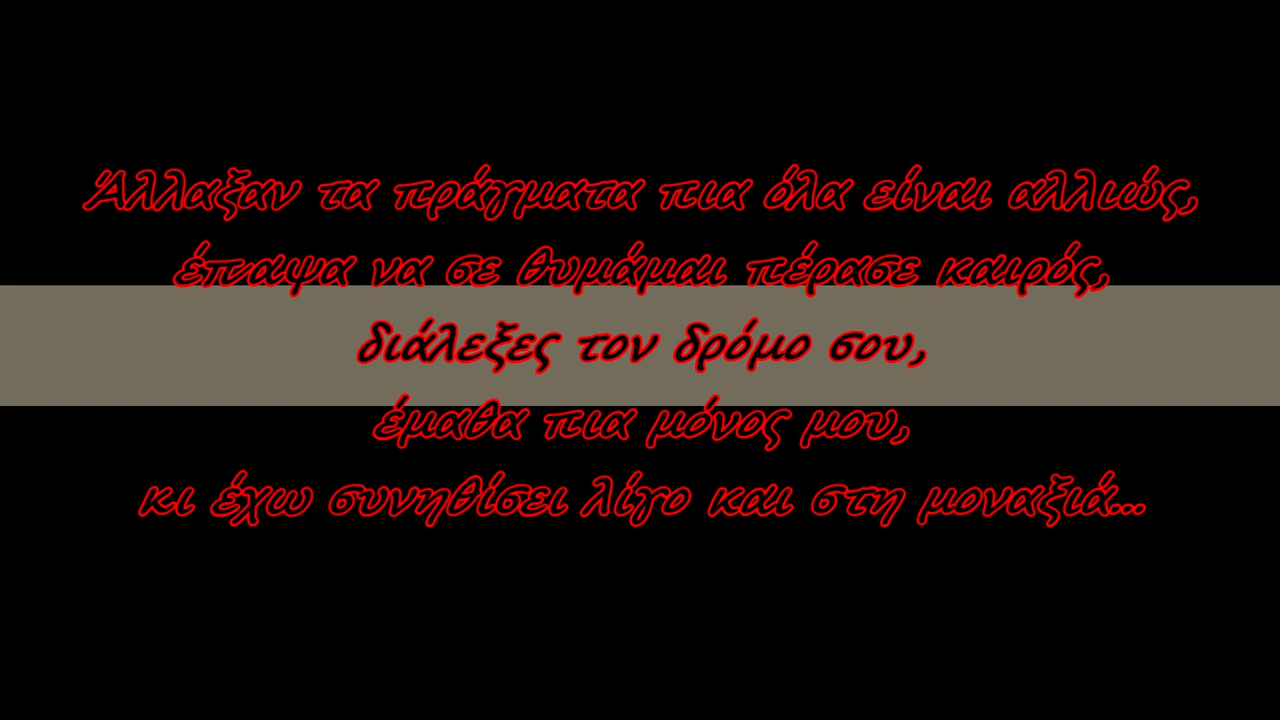 Άλλαξαν τα πράγματα πια όλα είναι αλλιώς,
έπαψα να σε θυμάμαι πέρασε καιρός,
διάλεξες τον δρόμο σου,
έμαθα πια μόνος μου,
κι έχω συνηθίσει λίγο και στη μοναξιά...